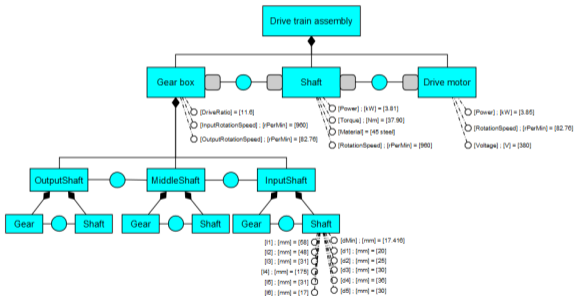 Drive train assembly
Gear box
Shaft
Drive motor
[DriveRatio] = [11.6]
[InputRotationSpeed] ; [rPerMin] = [960]
[OutputRotationSpeed] ; [rPerMin] = [82.76]
[Power] ; [kW] = [3.81]
[Torque] ; [Nm] = [37.90]
[Material] = [45 steel]
[RotationSpeed] ; [rPerMin] = [960]
[Power] ; [kW] = [3.85]
[RotationSpeed] ; [rPerMin] = [82.76]
[Voltage] ; [V] = [380]
OutputShaft
MiddleShaft
InputShaft
Gear
Shaft
Gear
Shaft
Gear
Shaft
[l1] ; [mm] = [58]
[l2] ; [mm] = [48]
[l3] ; [mm] = [31]
[l4] ; [mm] = [175]
[l5] ; [mm] = [31]
[l6] ; [mm] = [17]
[dMin] ; [mm] = [17.416]
[d1] ; [mm] = [20]
[d2] ; [mm] = [25]
[d3] ; [mm] = [30]
[d4] ; [mm] = [36]
[d5] ; [mm] = [30]